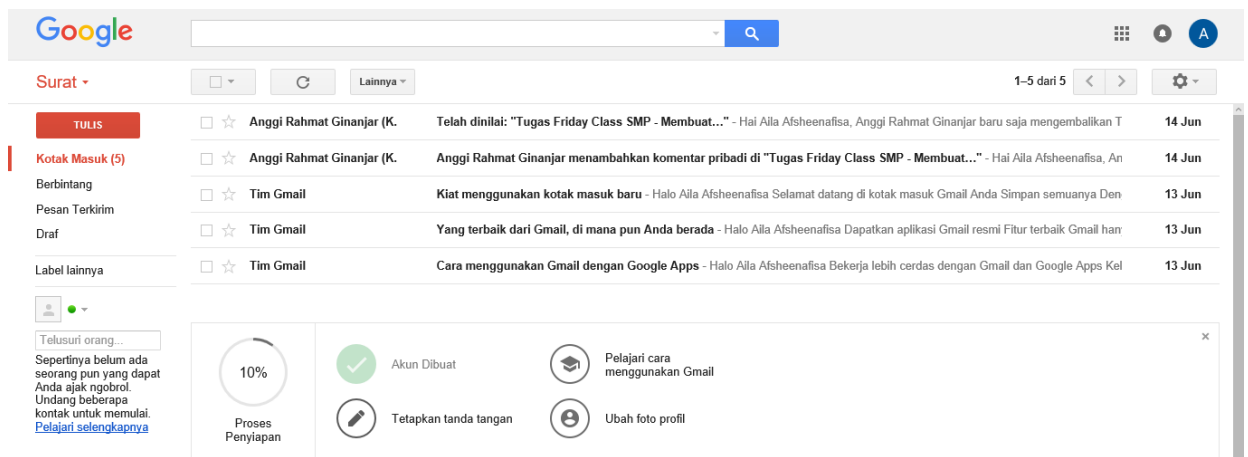 Google
A
Surat
Lainnya
1–5 dari 5
TULIS
Kotak Masuk (5)
Berbintang
Pesan Terkirim
Draf
Label lainnya
Telusuri orang...
Sepertinya belum ada
seorang pun yang dapat
Anda ajak ngobrol.
Undang beberapa
kontak untuk memulai.
Pelajari selengkapnya
Anggi Rahmat Ginanjar (K. Telah dinilai: "Tugas Friday Class SMP - Membuat..." - Hai Aila Afsheenafisa, Anggi Rahmat Ginanjar baru saja mengembalikan T 14 Jun
Anggi Rahmat Ginanjar (K. Anggi Rahmat Ginanjar menambahkan komentar pribadi di "Tugas Friday Class SMP - Membuat..." - Hai Aila Afsheenafisa, An 14 Jun
Tim Gmail Kiat menggunakan kotak masuk baru - Halo Aila Afsheenafisa Selamat datang di kotak masuk Gmail Anda Simpan semuanya Den 13 Jun
Tim Gmail Yang terbaik dari Gmail, di mana pun Anda berada - Halo Aila Afsheenafisa Dapatkan aplikasi Gmail resmi Fitur terbaik Gmail han 13 Jun
Tim Gmail Cara menggunakan Gmail dengan Google Apps - Halo Aila Afsheenafisa Bekerja lebih cerdas dengan Gmail dan Google Apps Kel 13 Jun
10%
Proses
Penyiapan
Akun Dibuat
Pelajari cara
menggunakan Gmail
Tetapkan tanda tangan
Ubah foto profil